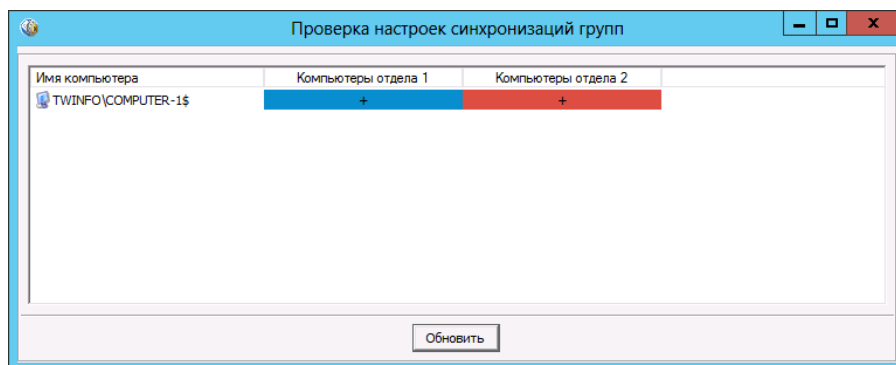 Проверка настроек синхронизаций групп
Имя компьютера Компьютеры отдела 1 Компьютеры отдела 2
TWINFO\COMPUTER-1$ + +
Обновить